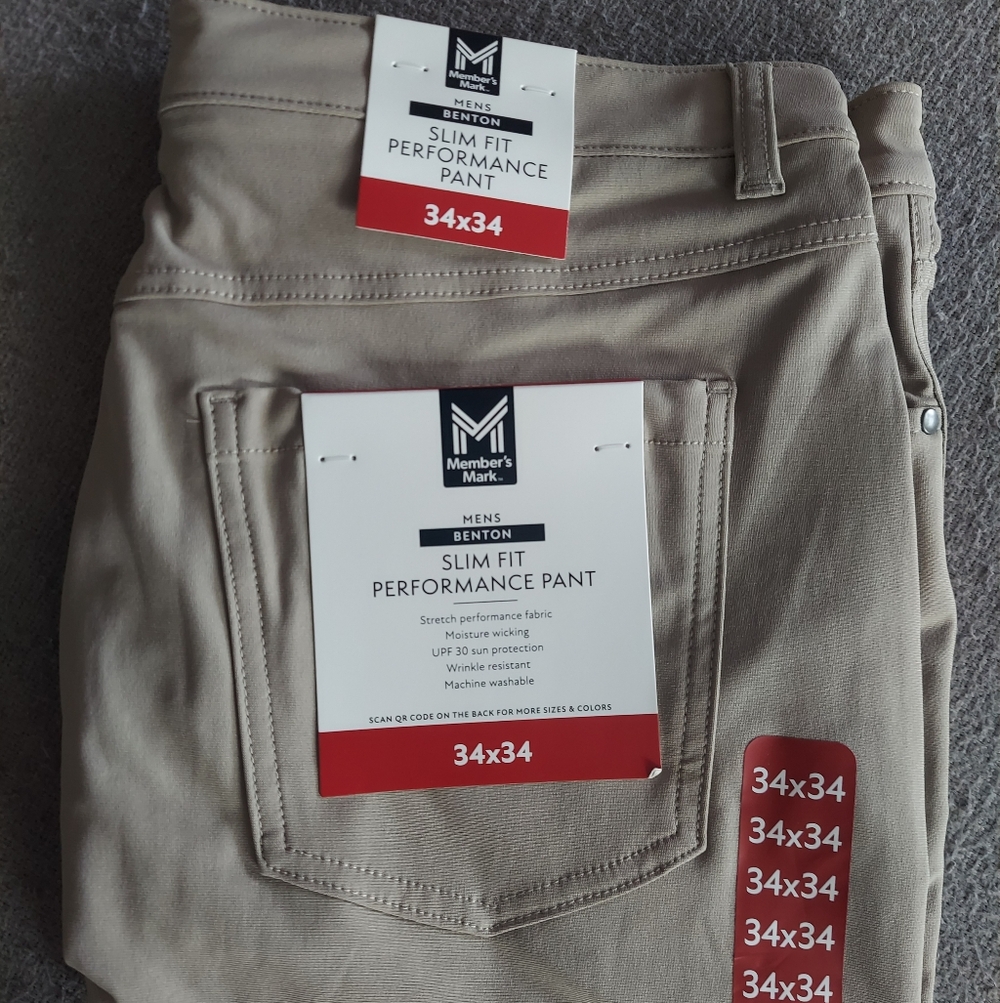 Member's
Mark™
MENS
BENTON
SLIM FIT
PERFORMANCE
PANT
34x34
Member's
Mark™
MENS
BENTON
SLIM FIT
PERFORMANCE PANT
Stretch performance fabric
Moisture wicking
UPF 30 sun protection
Wrinkle resistant
Machine washable
SCAN QR CODE ON THE BACK FOR MORE SIZES & COLORS
34x34
34x34
34x34
34x34
34x34
34x34